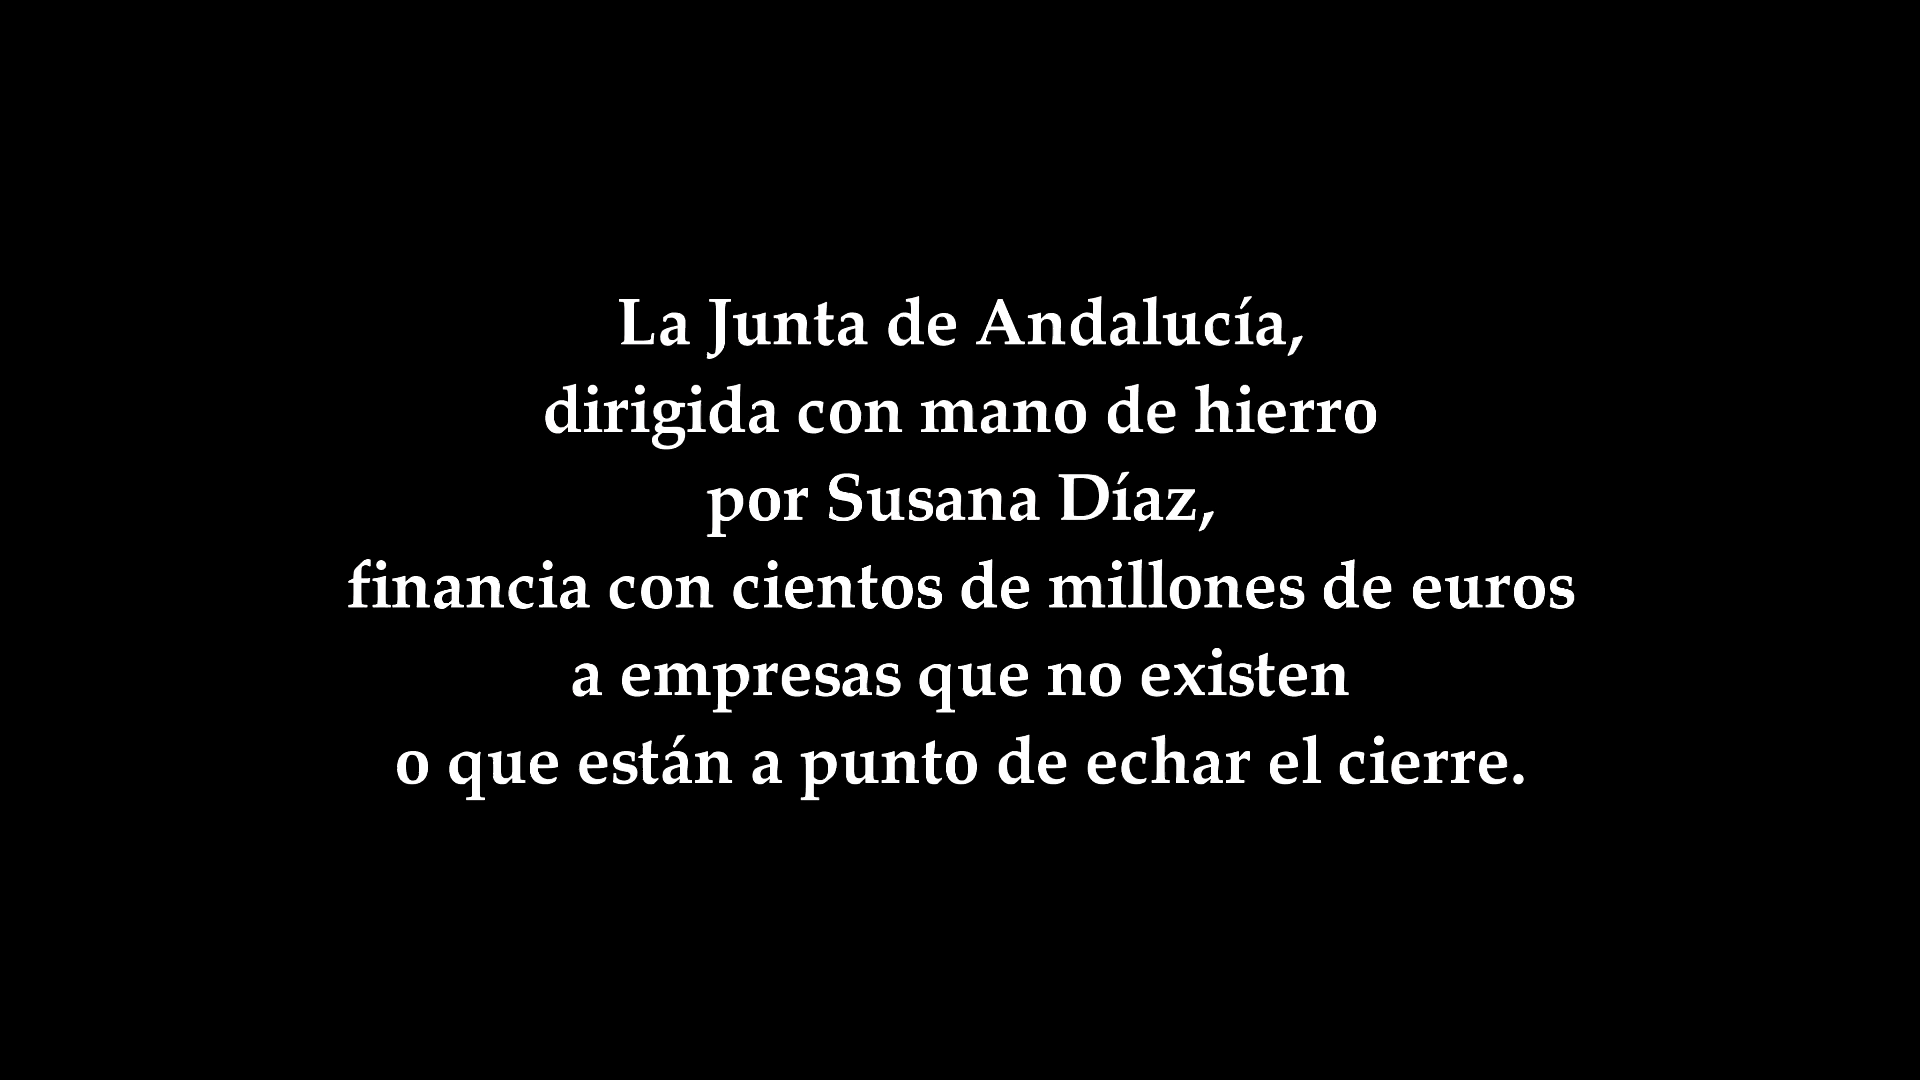 La Junta de Andalucía,
dirigida con mano de hierro
por Susana Díaz,
financia con cientos de millones de euros
a empresas que no existen
o que están a punto de echar el cierre.